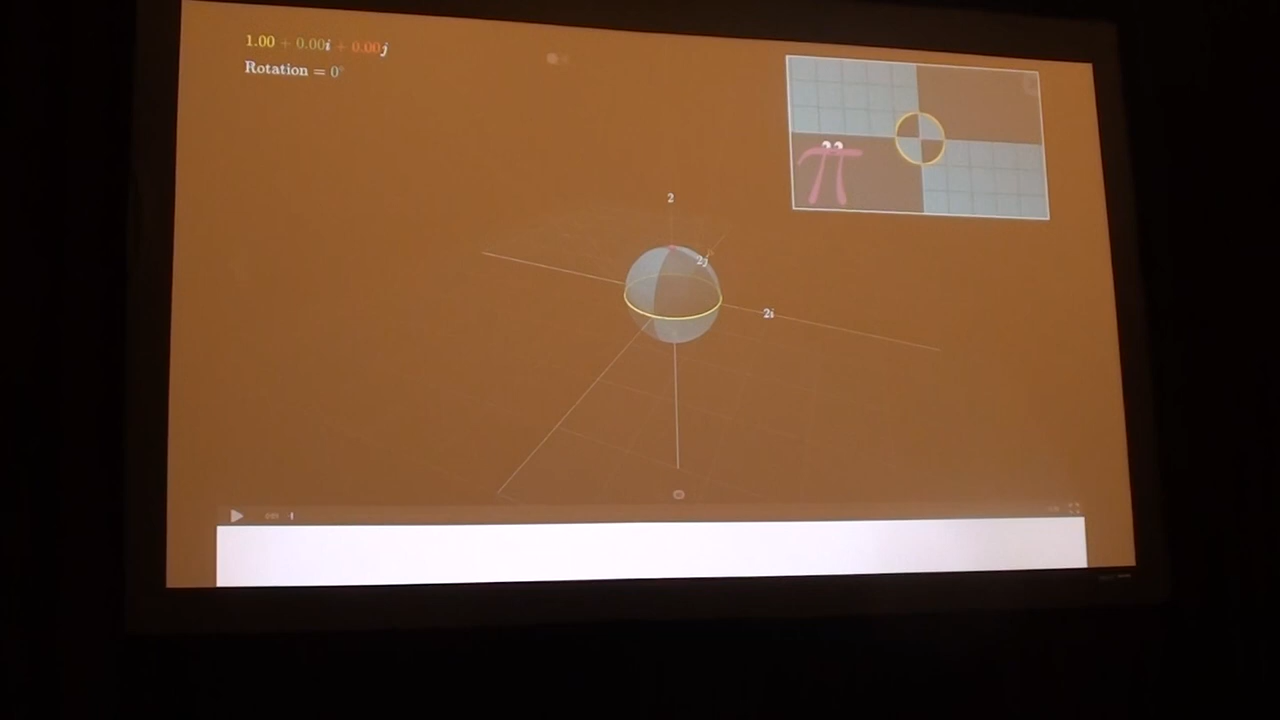 1.00 + 0.00i + 0.00j
Rotation = 0°
2
2j
2i